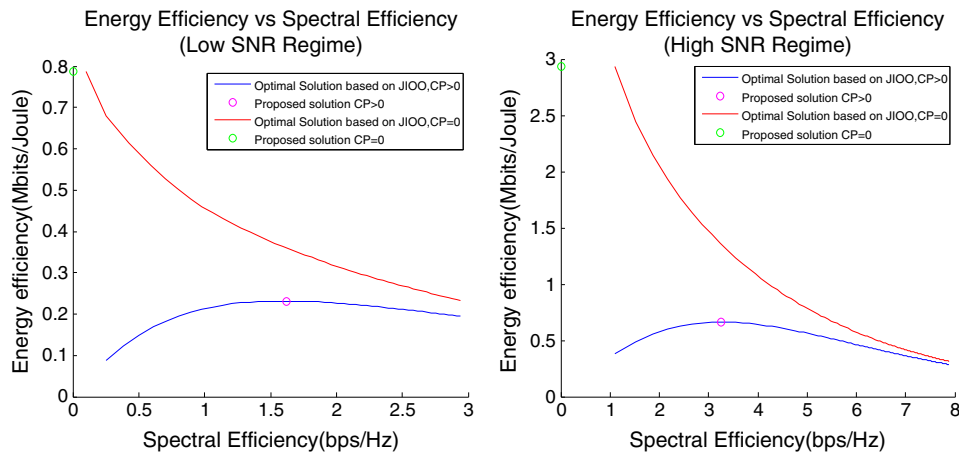 Energy Efficiency vs Spectral Efficiency
(Low SNR Regime)
0.8
0.7
0.6
0.5
0.4
0.3
0.2
0.1
0
0
0.5
1
1.5
2
2.5
3
Energy efficiency(Mbits/Joule)
Spectral Efficiency(bps/Hz)
Optimal Solution based on JIOO,CP>0
Proposed solution CP>0
Optimal Solution based on JIOO,CP=0
Proposed solution CP=0
Energy Efficiency vs Spectral Efficiency
(High SNR Regime)
3
2.5
2
1.5
1
0.5
0
0
1
2
3
4
5
6
7
8
Energy efficiency(Mbits/Joule)
Spectral Efficiency(bps/Hz)
Optimal Solution based on JIOO,CP>0
Proposed solution CP>0
Optimal Solution based on JIOO,CP=0
Proposed solution CP=0